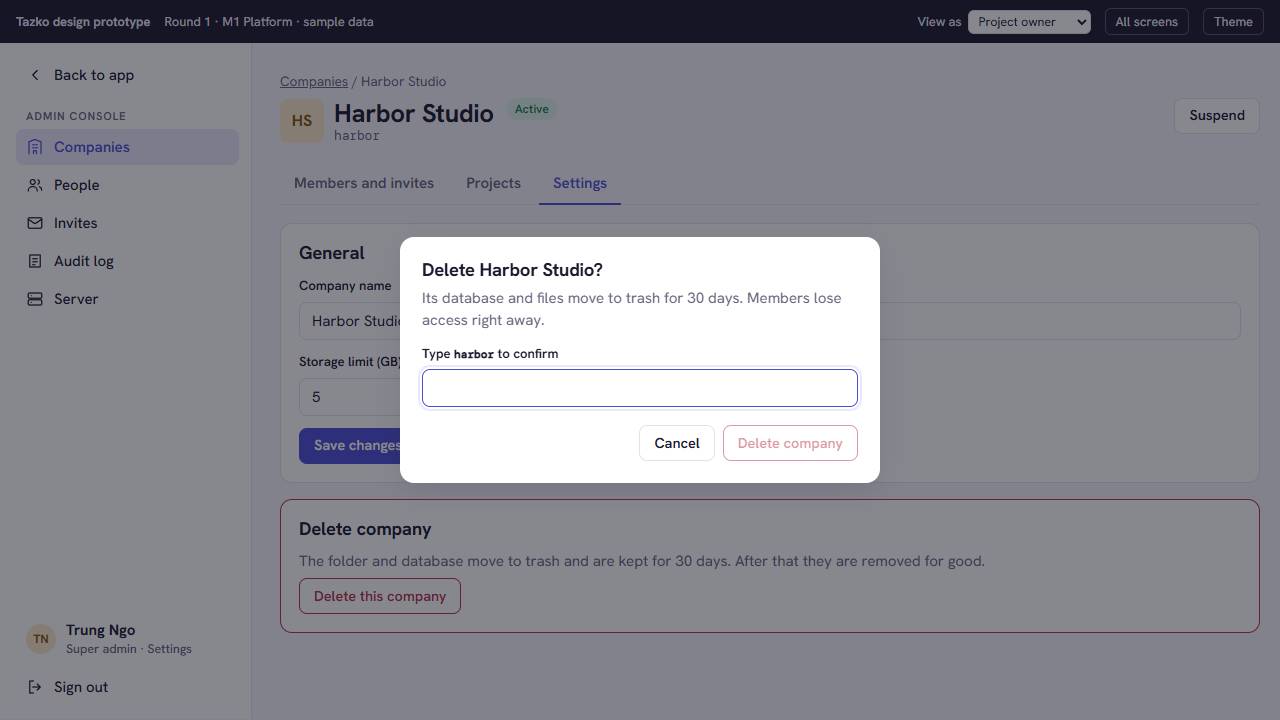 Tazko design prototype Round 1 · M1 Platform · sample data View as Project owner All screens Theme
Back to app
ADMIN CONSOLE
Companies
People
Invites
Audit log
Server
TN Trung Ngo
Super admin · Settings
Sign out
Companies / Harbor Studio
HS Harbor Studio Active
harbor
Suspend
Members and invites Projects Settings
General
Company name
Harbor Studio
Storage limit (GB)
5
Save changes
Delete Harbor Studio?
Its database and files move to trash for 30 days. Members lose
access right away.
Type harbor to confirm
Cancel Delete company
Delete company
The folder and database move to trash and are kept for 30 days. After that they are removed for good.
Delete this company